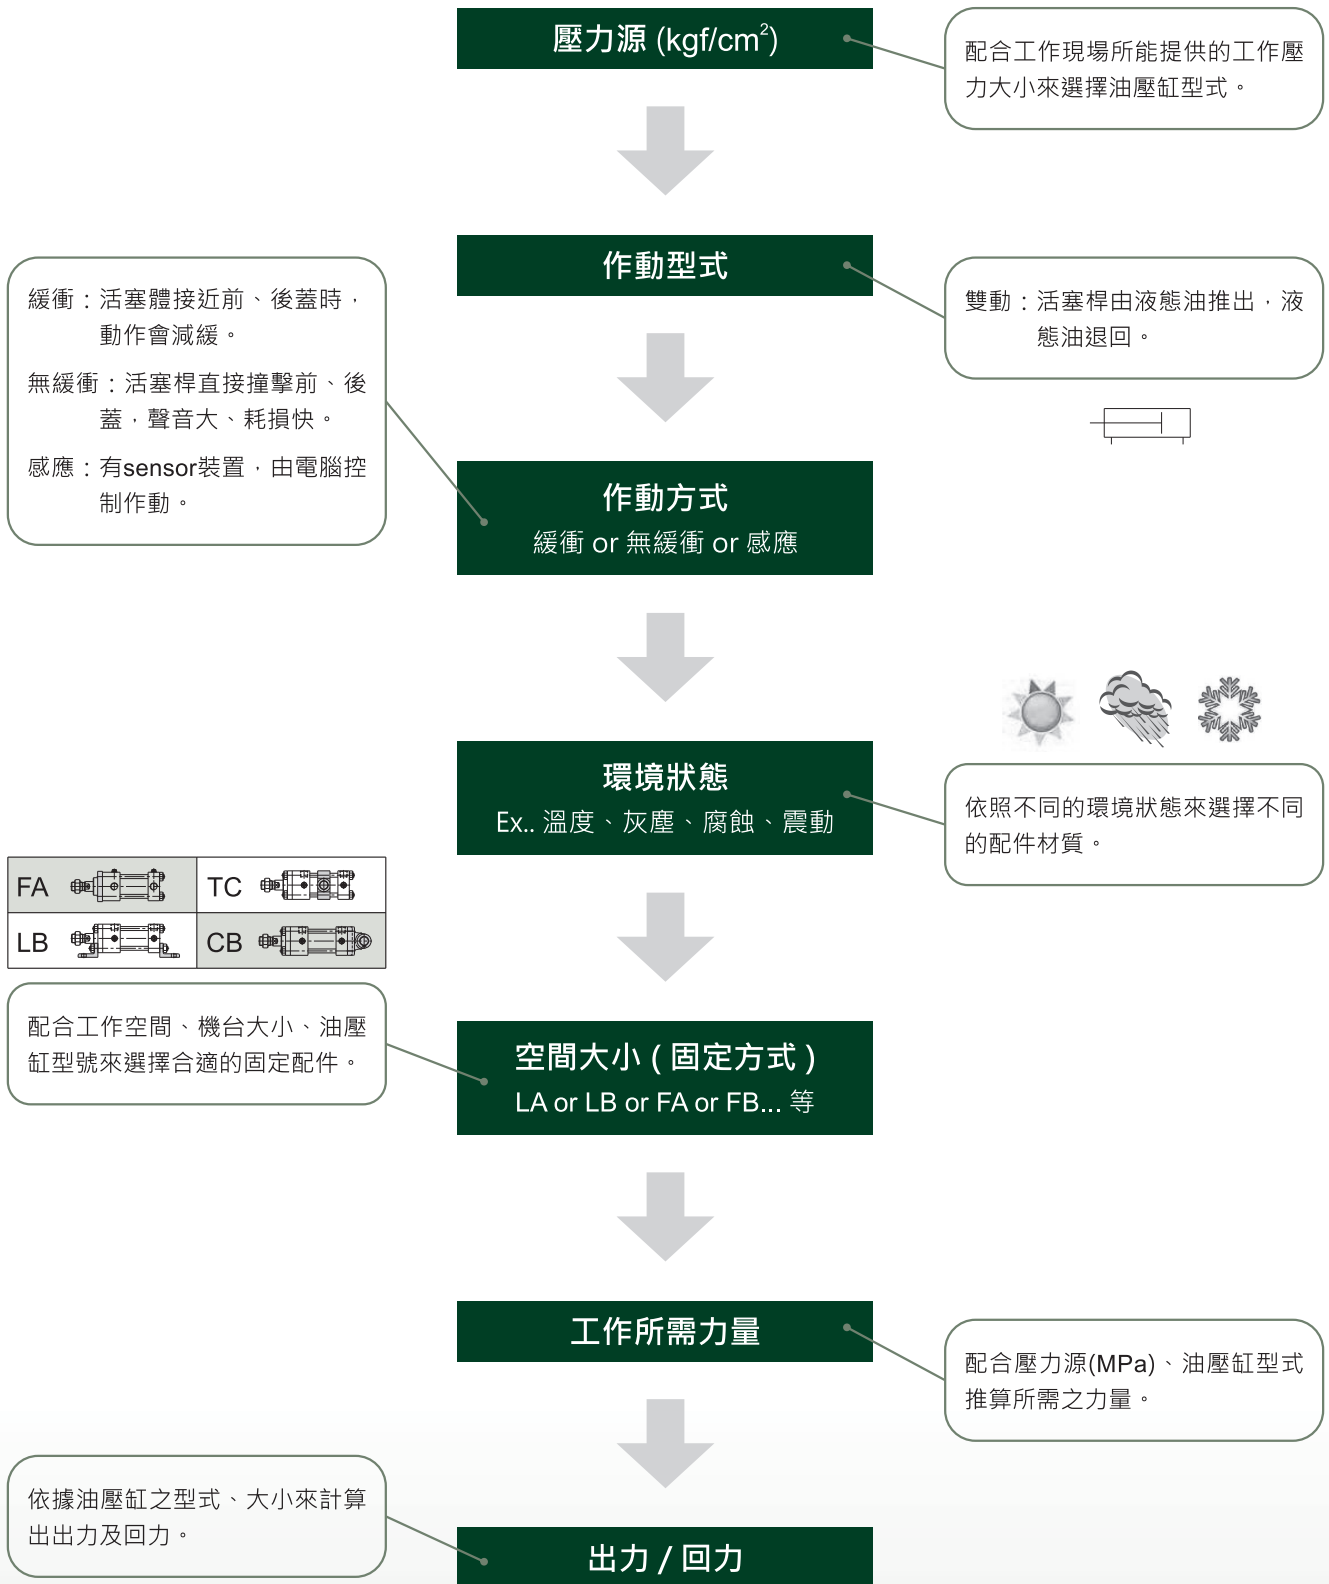 壓力源 (kgf/cm²)
配合工作現場所能提供的工作壓
力大小來選擇油壓缸型式。
作動型式
雙動：活塞桿由液態油推出，液
態油退回。
緩衝：活塞體接近前、後蓋時，
動作會減緩。
無緩衝：活塞桿直接撞擊前、後
蓋，聲音大、耗損快。
感應：有sensor裝置，由電腦控
制作動。
作動方式
緩衝 or 無緩衝 or 感應
環境狀態
Ex.. 溫度、灰塵、腐蝕、震動
依照不同的環境狀態來選擇不同
的配件材質。
FA
TC
LB
CB
配合工作空間、機台大小、油壓
缸型號來選擇合適的固定配件。
空間大小 ( 固定方式 )
LA or LB or FA or FB... 等
工作所需力量
配合壓力源(MPa)、油壓缸型式
推算所需之力量。
依據油壓缸之型式、大小來計算
出出力及回力。
出力 / 回力